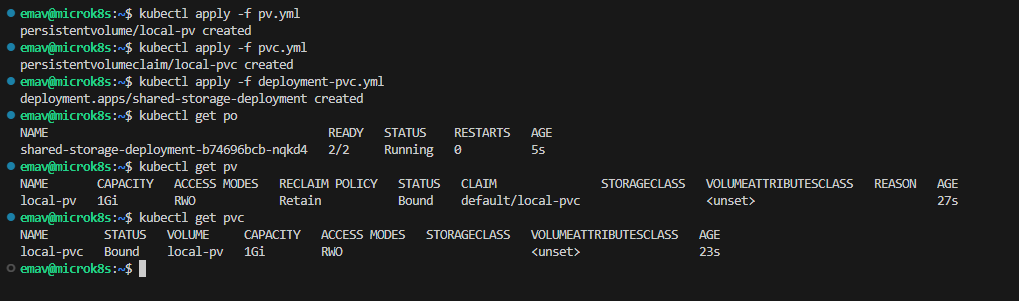 emav@microk8s:~$ kubectl apply -f pv.yml
persistentvolume/local-pv created
emav@microk8s:~$ kubectl apply -f pvc.yml
persistentvolumeclaim/local-pvc created
emav@microk8s:~$ kubectl apply -f deployment-pvc.yml
deployment.apps/shared-storage-deployment created
emav@microk8s:~$ kubectl get po
NAME READY STATUS RESTARTS AGE
shared-storage-deployment-b74696bcb-nqkd4 2/2 Running 0 5s
emav@microk8s:~$ kubectl get pv
NAME CAPACITY ACCESS MODES RECLAIM POLICY STATUS CLAIM STORAGECLASS VOLUMEATTRIBUTESCLASS REASON AGE
local-pv 1Gi RWO Retain Bound default/local-pvc <unset> 27s
emav@microk8s:~$ kubectl get pvc
NAME STATUS VOLUME CAPACITY ACCESS MODES STORAGECLASS VOLUMEATTRIBUTESCLASS AGE
local-pvc Bound local-pv 1Gi RWO <unset> 23s
emav@microk8s:~$